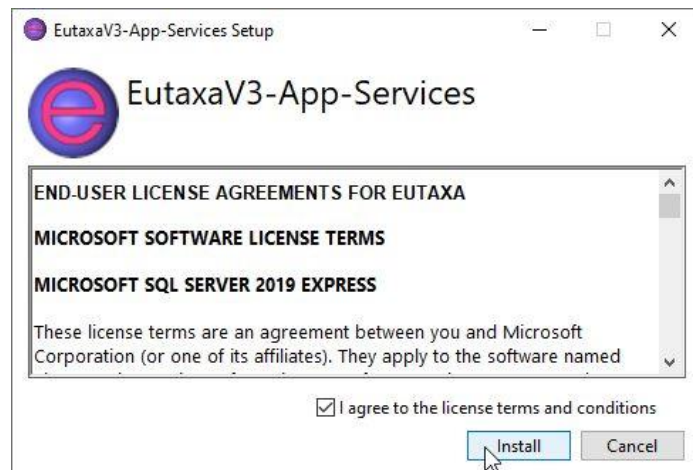 EutaxaV3-App-Services Setup
e
EutaxaV3-App-Services
END-USER LICENSE AGREEMENTS FOR EUTAXA
MICROSOFT SOFTWARE LICENSE TERMS
MICROSOFT SQL SERVER 2019 EXPRESS
These license terms are an agreement between you and Microsoft
Corporation (or one of its affiliates). They apply to the software named
I agree to the license terms and conditions
Install Cancel